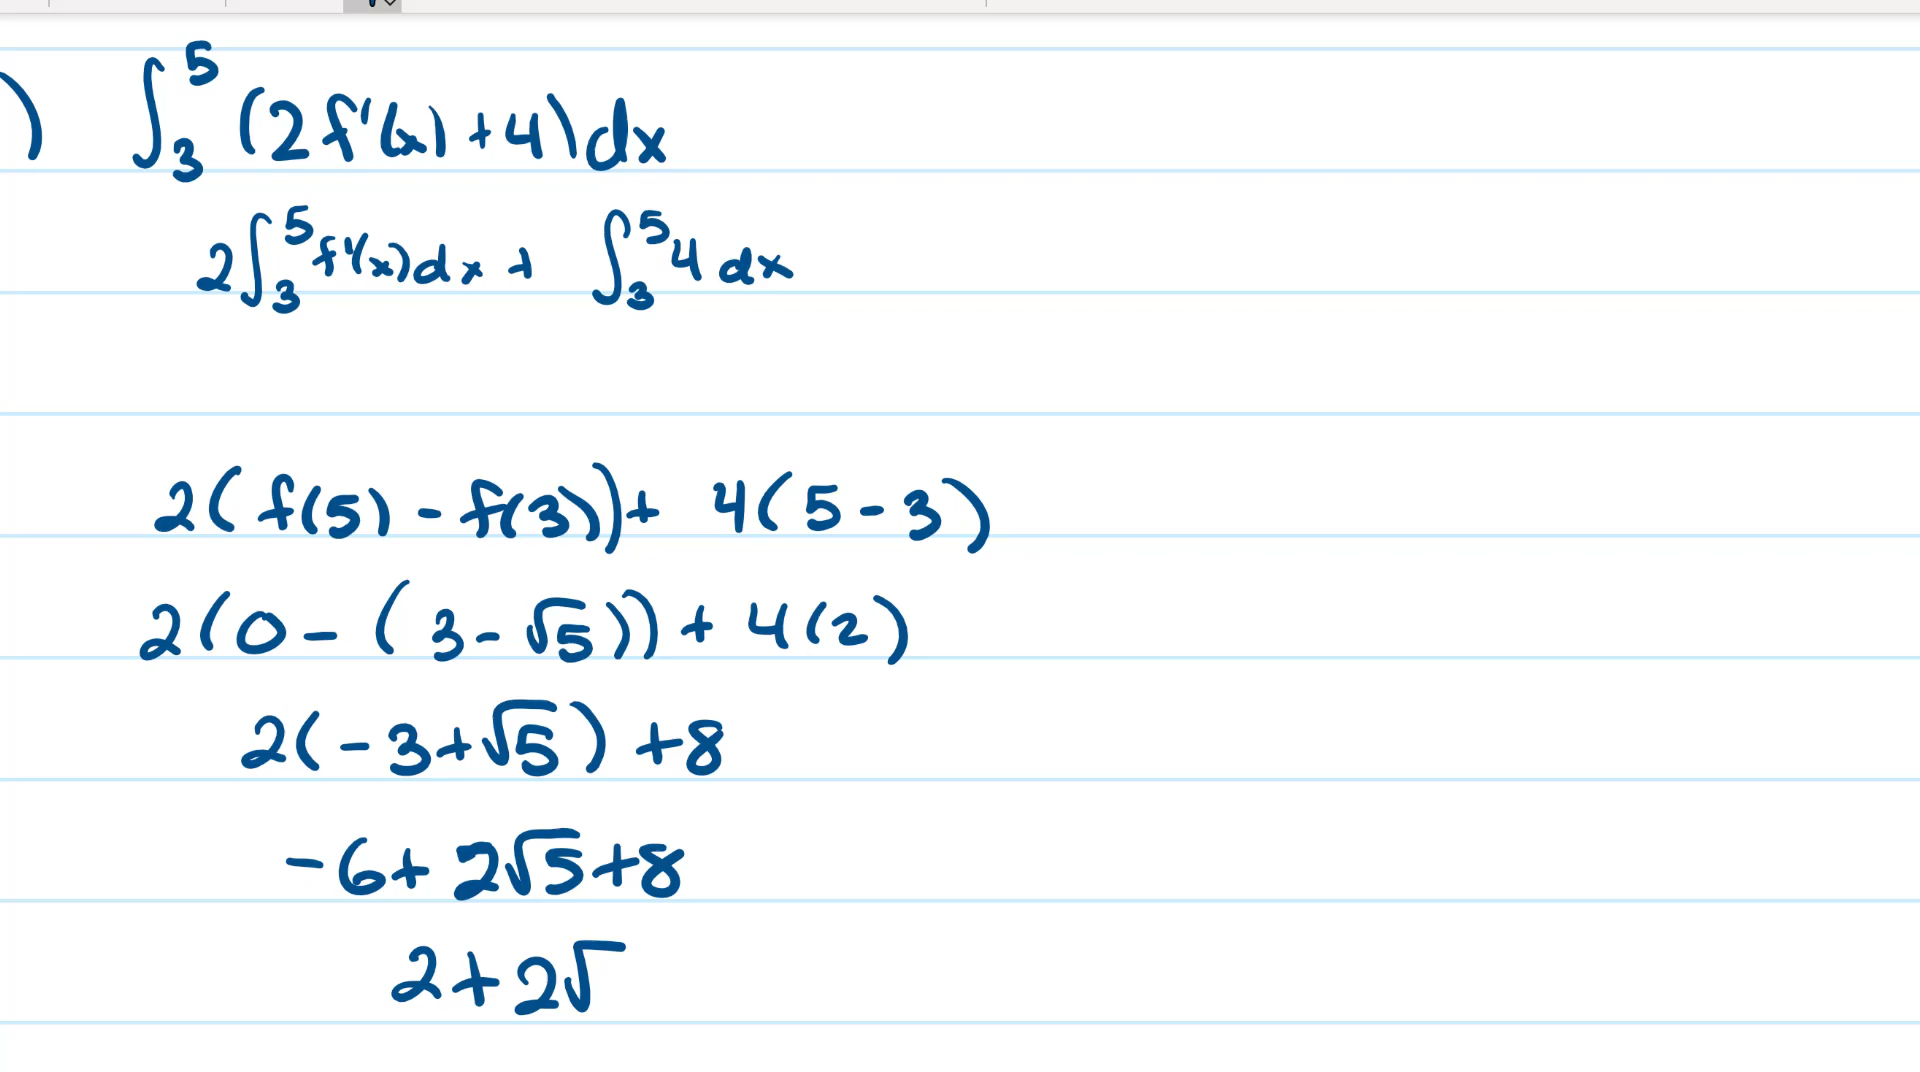 ) ∫₃⁵ (2f'(x) + 4) dx
2∫₃⁵ f'(x) dx + ∫₃⁵ 4 dx
2(f(5) - f(3)) + 4(5 - 3)
2(0 - (3 - √5)) + 4(2)
2(-3 + √5) + 8
-6 + 2√5 + 8
2 + 2√